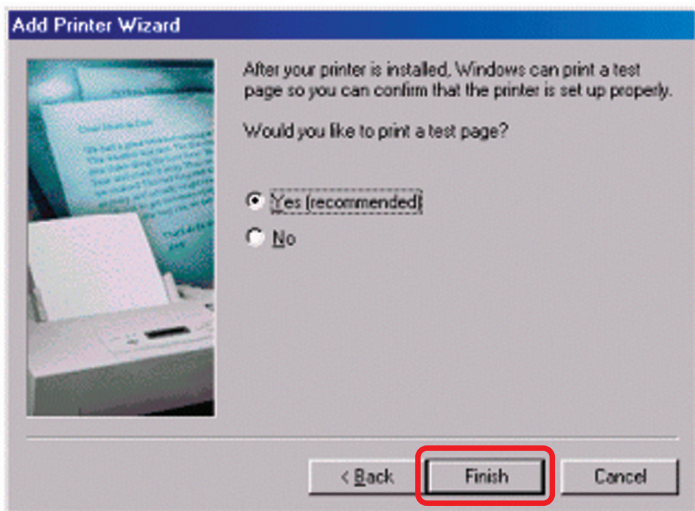 Add Printer Wizard
After your printer is installed, Windows can print a test
page so you can confirm that the printer is set up properly.
Would you like to print a test page?
Yes (recommended)
No
< Back
Finish
Cancel